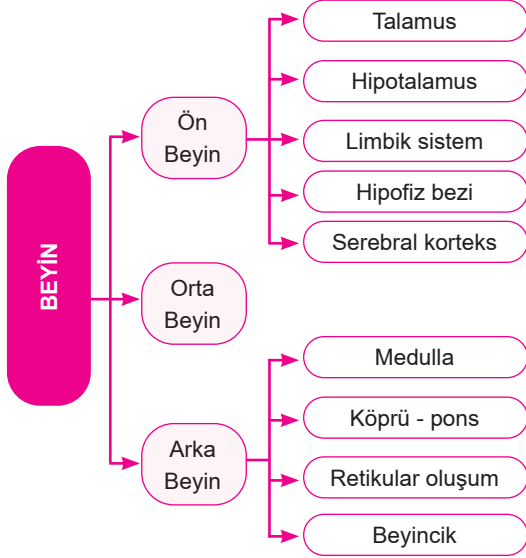 BEYİN
Ön
Beyin
Talamus
Hipotalamus
Limbik sistem
Hipofiz bezi
Serebral korteks
Orta
Beyin
Arka
Beyin
Medulla
Köprü - pons
Retikular oluşum
Beyincik